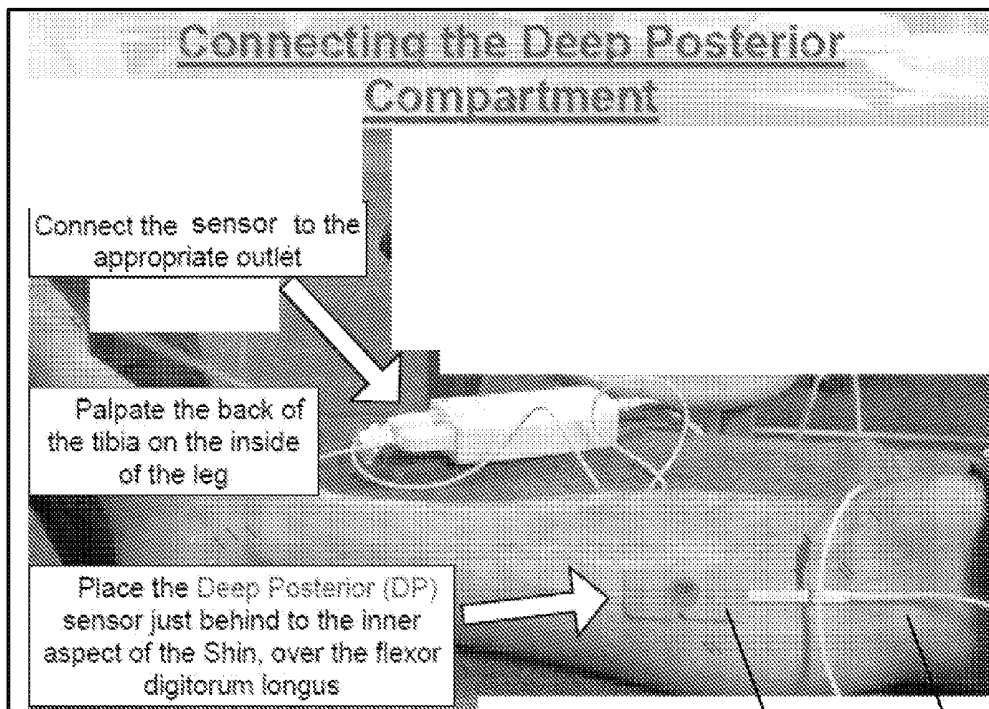 Connecting the Deep Posterior
Compartment
Connect the sensor to the
appropriate outlet
Palpate the back of
the tibia on the inside
of the leg
Place the Deep Posterior (DP)
sensor just behind to the inner
aspect of the Shin, over the flexor
digitorum longus